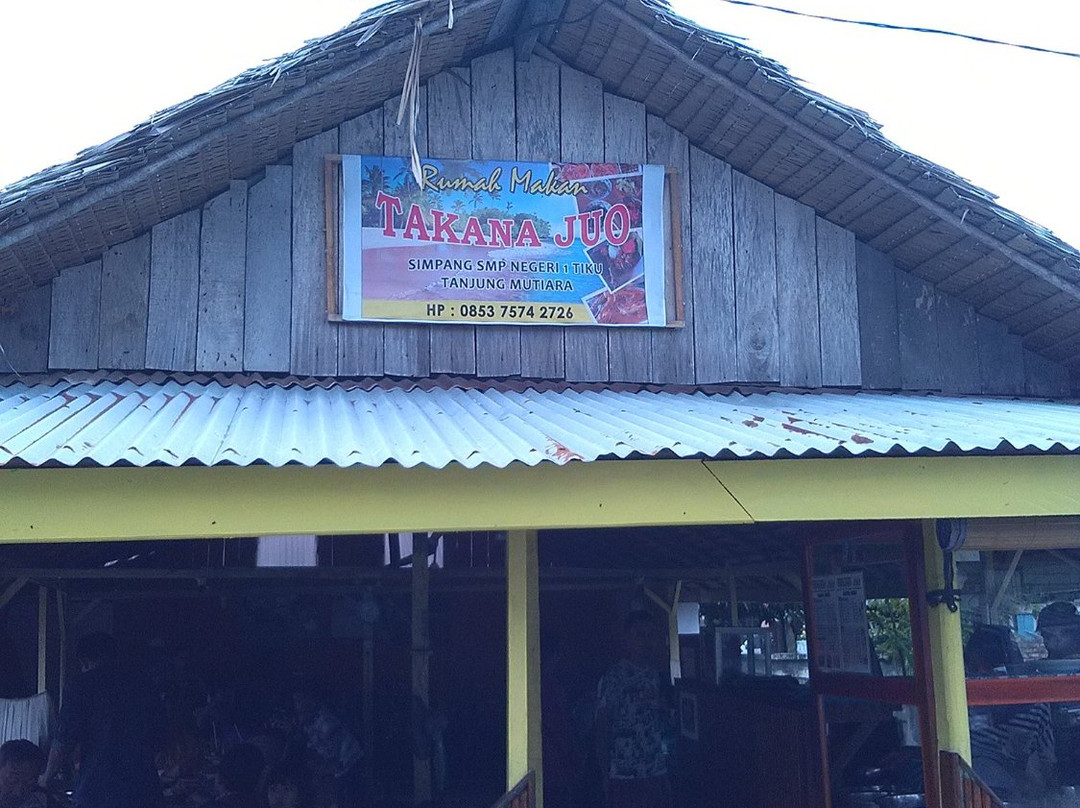 Rumah Makan
TAKANA JUO
SIMPANG SMP NEGERI 1 TIKU
TANJUNG MUTIARA
HP : 0853 7574 2726